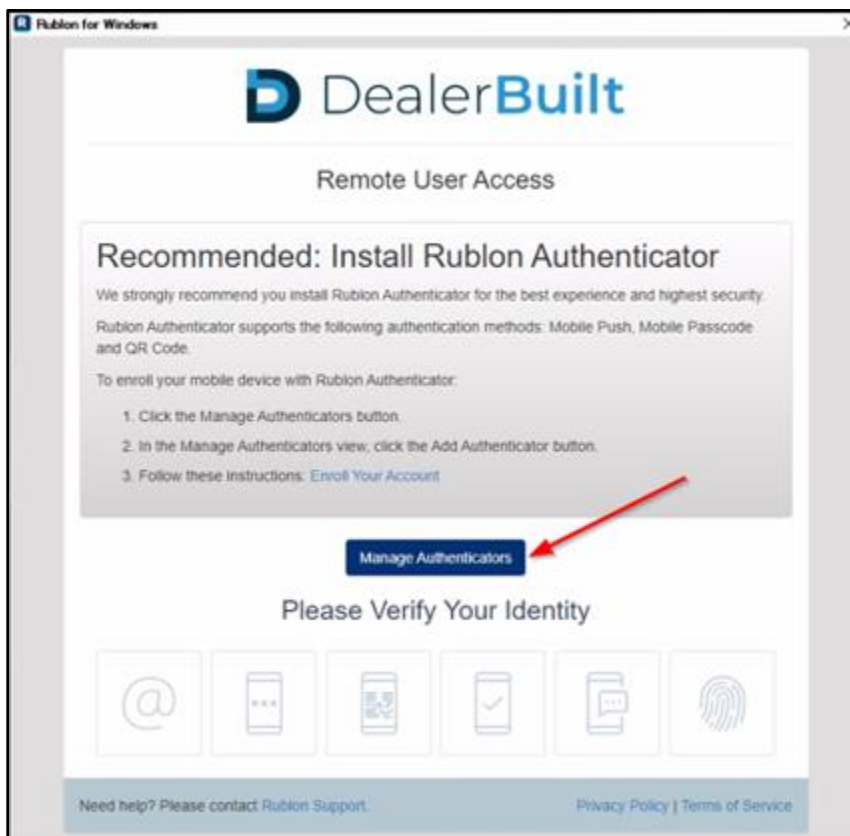 Rublon for Windows
DealerBuilt
Remote User Access
Recommended: Install Rublon Authenticator
We strongly recommend you install Rublon Authenticator for the best experience and highest security.
Rublon Authenticator supports the following authentication methods: Mobile Push, Mobile Passcode
and QR Code.
To enroll your mobile device with Rublon Authenticator:
1. Click the Manage Authenticators button.
2. In the Manage Authenticators view, click the Add Authenticator button.
3. Follow these instructions: Enroll Your Account
Manage Authenticators
Please Verify Your Identity
Need help? Please contact Rublon Support. Privacy Policy | Terms of Service